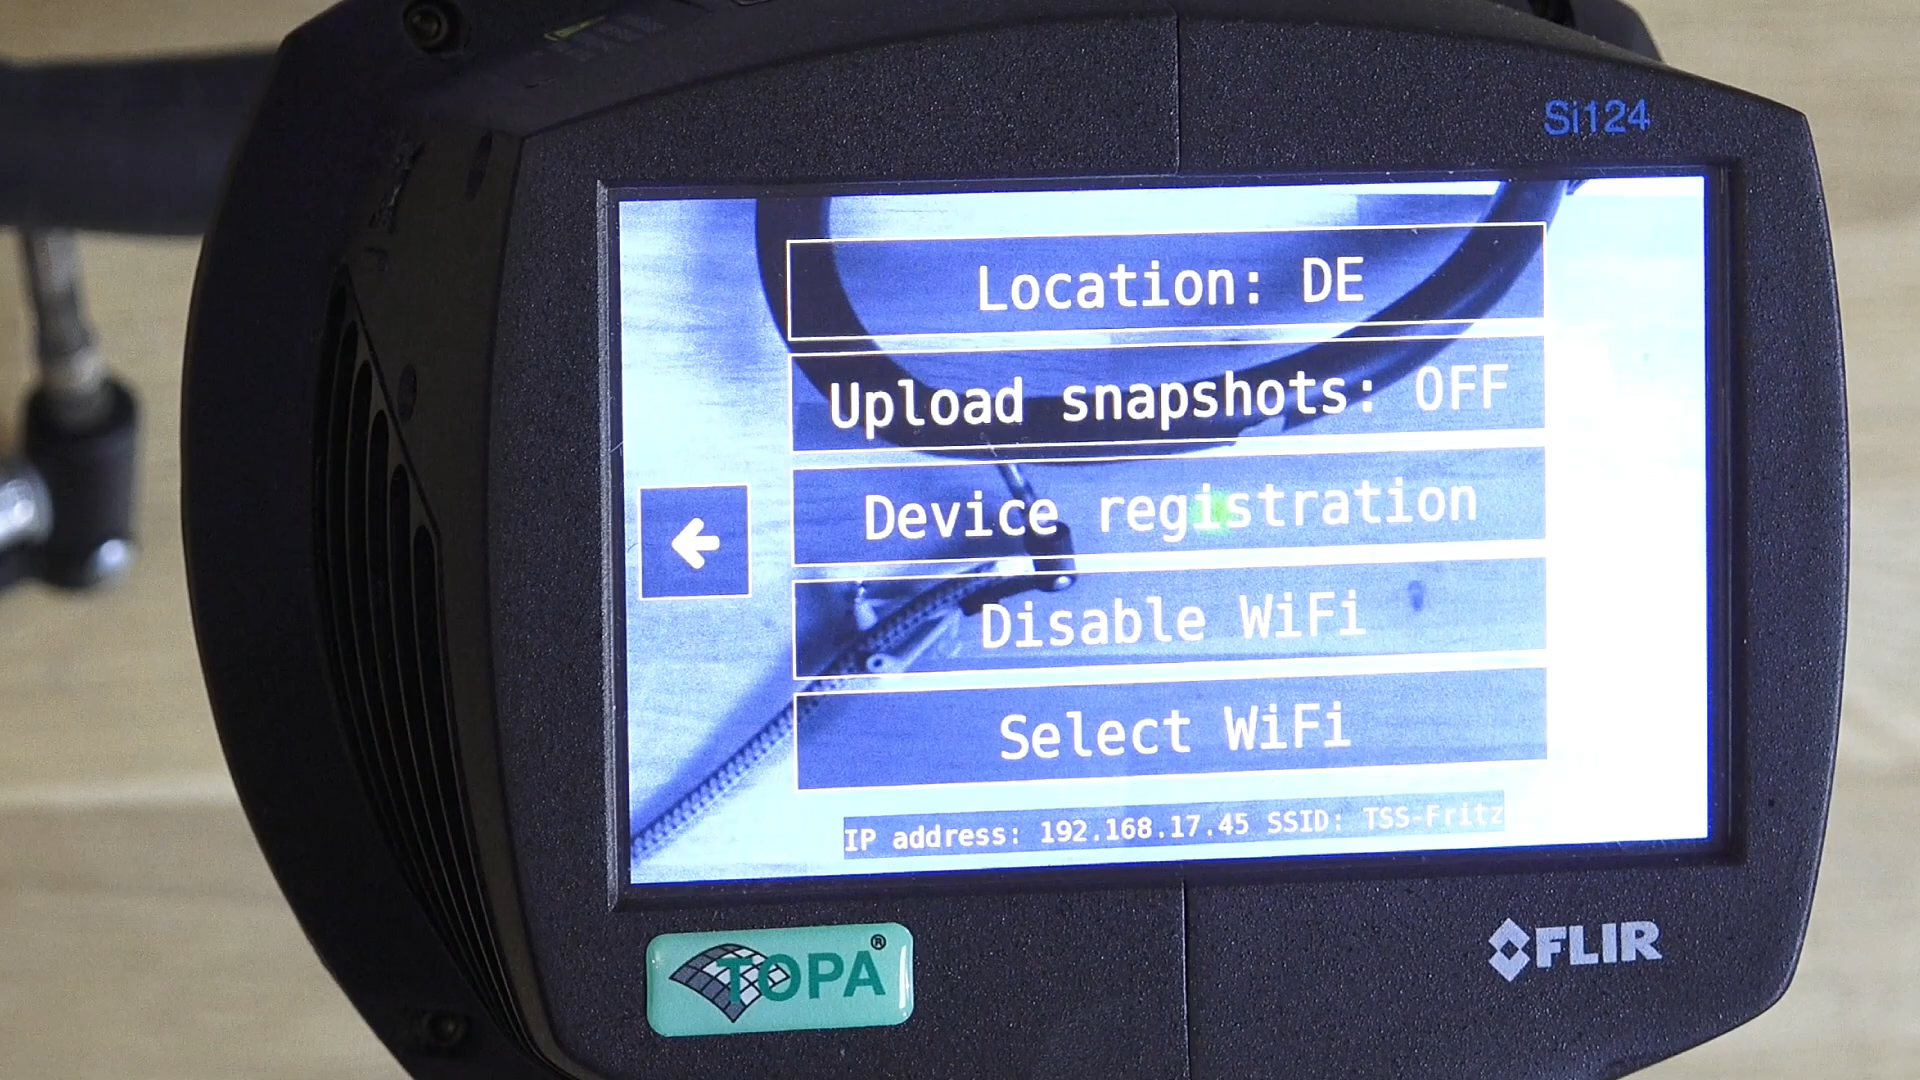 Si124
Location: DE
Upload snapshots: OFF
Device registration
Disable WiFi
Select WiFi
IP address: 192.168.17.45 SSID: TSS-Fritz
TOPA®
FLIR